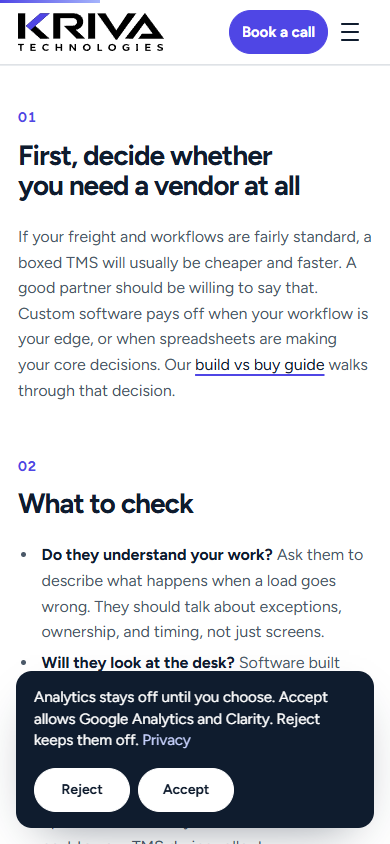 KRIVA
TECHNOLOGIES
Book a call
01
First, decide whether
you need a vendor at all
If your freight and workflows are fairly standard, a
boxed TMS will usually be cheaper and faster. A
good partner should be willing to say that.
Custom software pays off when your workflow is
your edge, or when spreadsheets are making
your core decisions. Our build vs buy guide walks
through that decision.
02
What to check
• Do they understand your work? Ask them to
describe what happens when a load goes
wrong. They should talk about exceptions,
ownership, and timing, not just screens.
• Will they look at the desk? Software built
Analytics stays off until you choose. Accept
allows Google Analytics and Clarity. Reject
keeps them off. Privacy
Reject
Accept